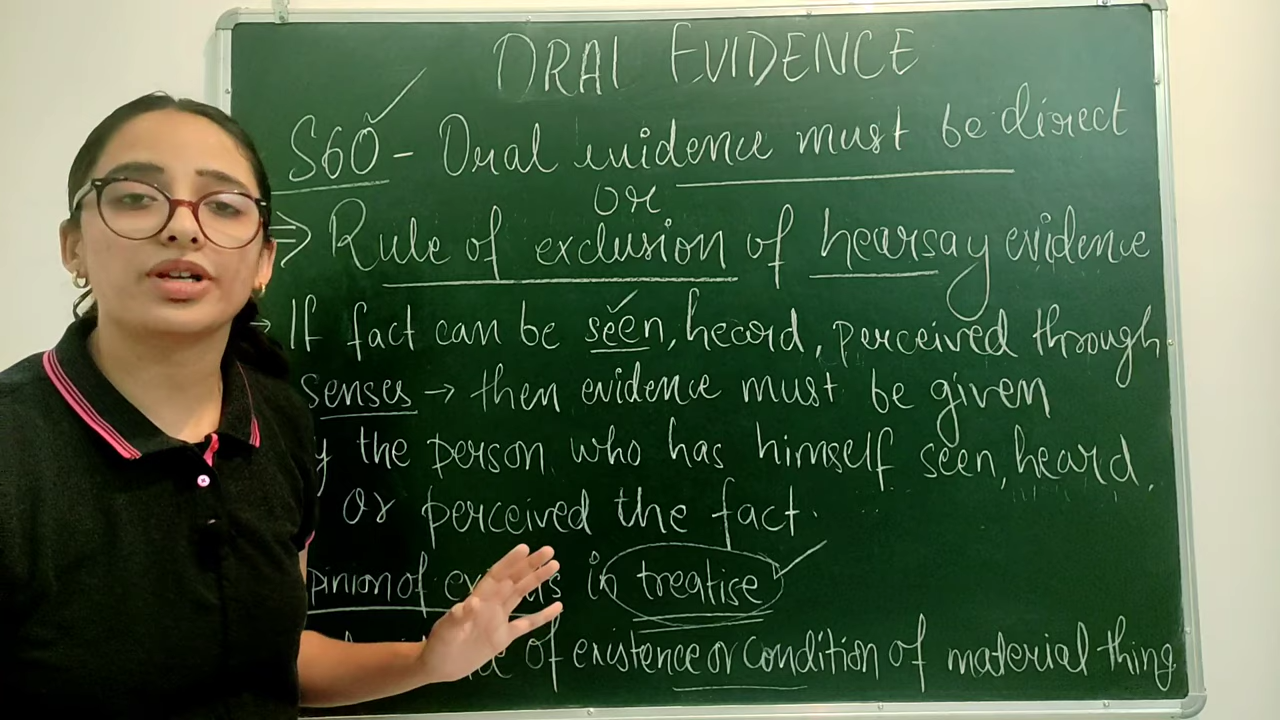 ORAL EVIDENCE
S60 - Oral evidence must be direct
or
⇒ Rule of exclusion of hearsay evidence
→ If fact can be seen, heard, perceived through
senses → then evidence must be given
y the person who has himself seen, heard,
or perceived the fact.
pinion of in treatise
of existence or condition of material thing